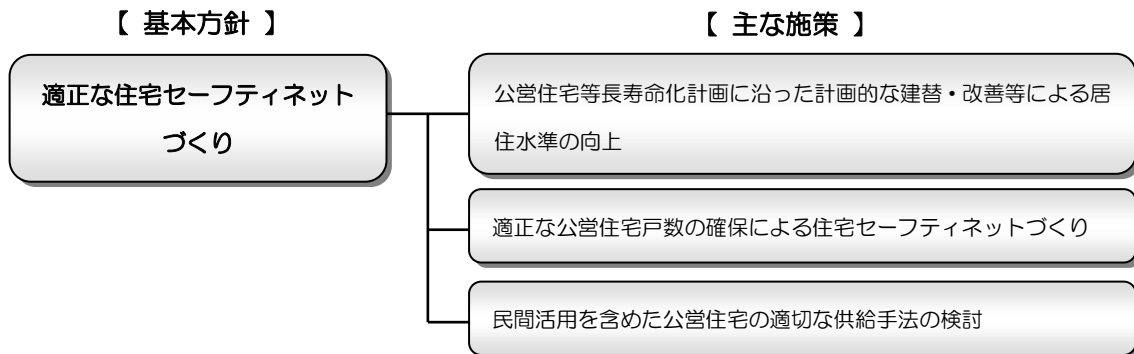 【 基本方針 】
【 主な施策 】
適正な住宅セーフティネット
づくり
公営住宅等長寿命化計画に沿った計画的な建替・改善等による居
住水準の向上
適正な公営住宅戸数の確保による住宅セーフティネットづくり
民間活用を含めた公営住宅の適切な供給手法の検討